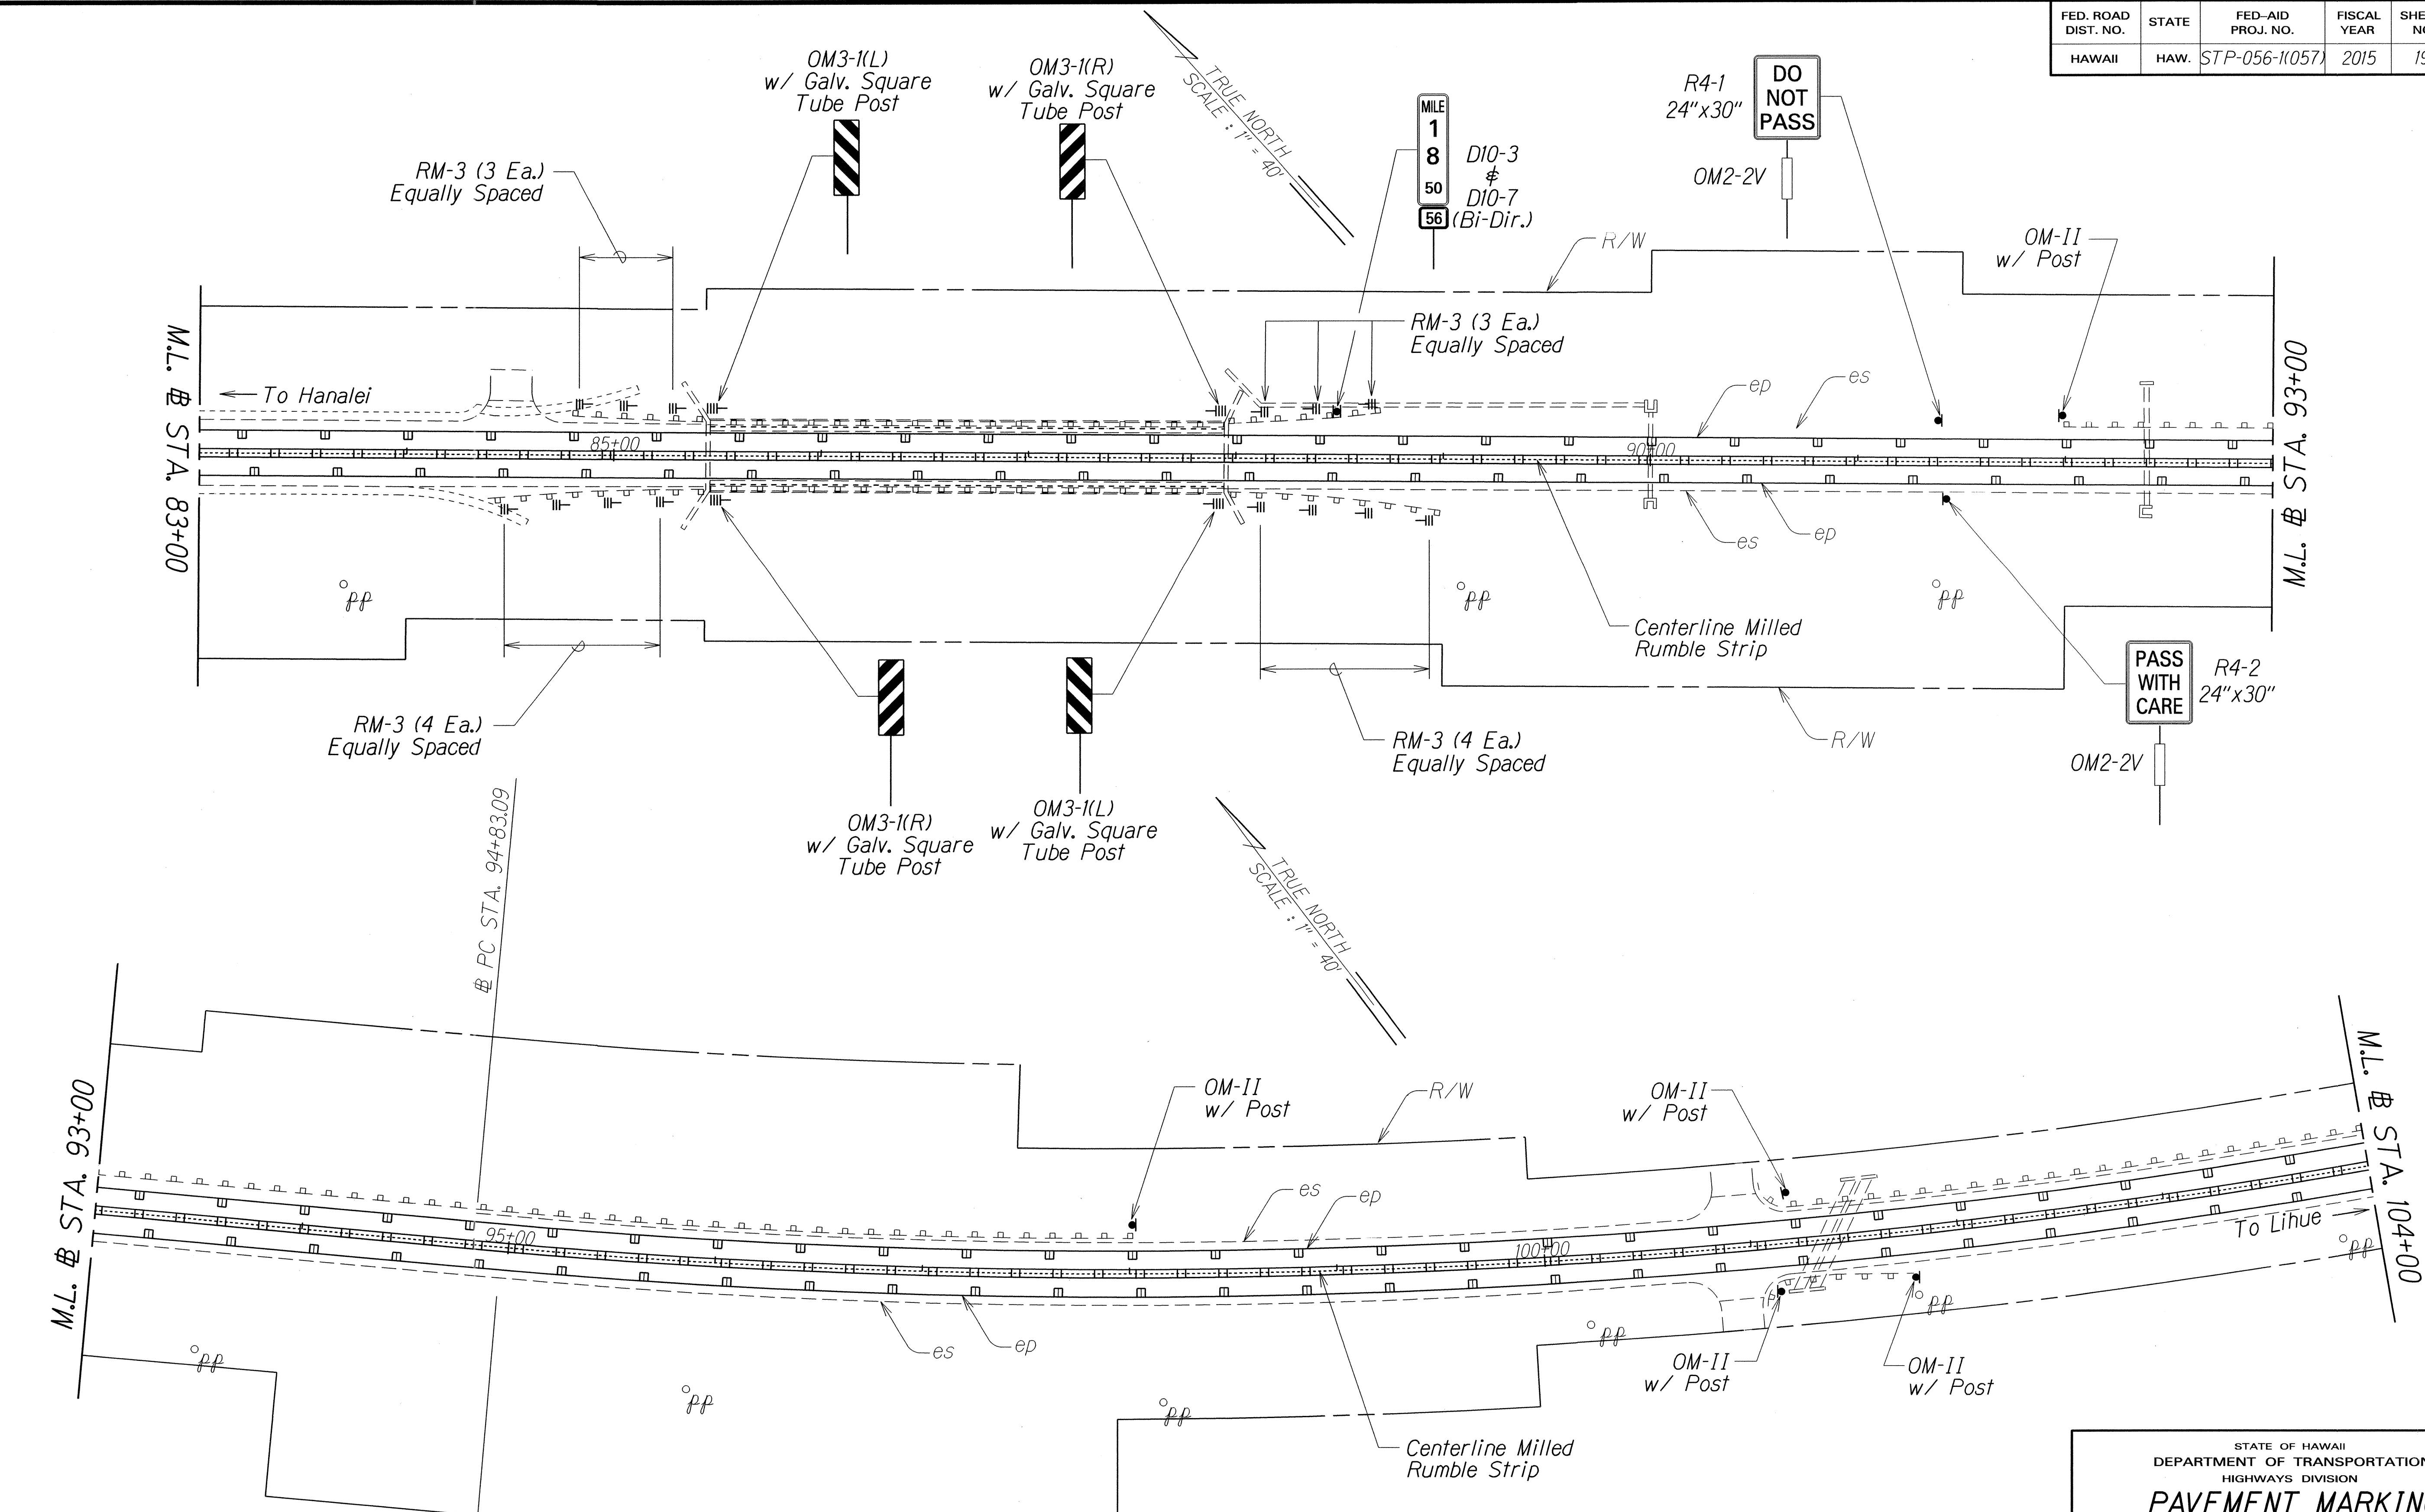 FED. ROAD DIST. NO.
STATE
FED-AID PROJ. NO.
FISCAL YEAR
HAWAII
HAW.
STP-056-1(057)
2015
OM3-1(L)
w/ Galv. Square
Tube Post
OM3-1(R)
w/ Galv. Square
Tube Post
TRUE NORTH
SCALE : 1" = 40'
MILE
1
8
50
56
D10-3
&
D10-7
(Bi-Dir.)
R4-1
24"x30"
DO
NOT
PASS
OM2-2V
RM-3 (3 Ea.)
Equally Spaced
R/W
OM-II
w/ Post
RM-3 (3 Ea.)
Equally Spaced
M.L. B STA. 83+00
To Hanalei
ep
es
M.L. B STA. 93+00
85+00
90+00
es
ep
pp
pp
pp
Centerline Milled
Rumble Strip
PASS
WITH
CARE
R4-2
24"x30"
OM2-2V
RM-3 (4 Ea.)
Equally Spaced
RM-3 (4 Ea.)
Equally Spaced
R/W
OM3-1(R)
w/ Galv. Square
Tube Post
OM3-1(L)
w/ Galv. Square
Tube Post
B PC STA. 94+83.09
TRUE NORTH
SCALE : 1" = 40'
M.L. B STA. 93+00
OM-II
w/ Post
R/W
OM-II
w/ Post
M.L. B STA. 104+00
es
ep
95+00
100+00
To Lihue
pp
pp
pp
es
ep
pp
pp
pp
OM-II
w/ Post
OM-II
w/ Post
Centerline Milled
Rumble Strip
STATE OF HAWAII
DEPARTMENT OF TRANSPORTATION
HIGHWAYS DIVISION
PAVEMENT MARKING